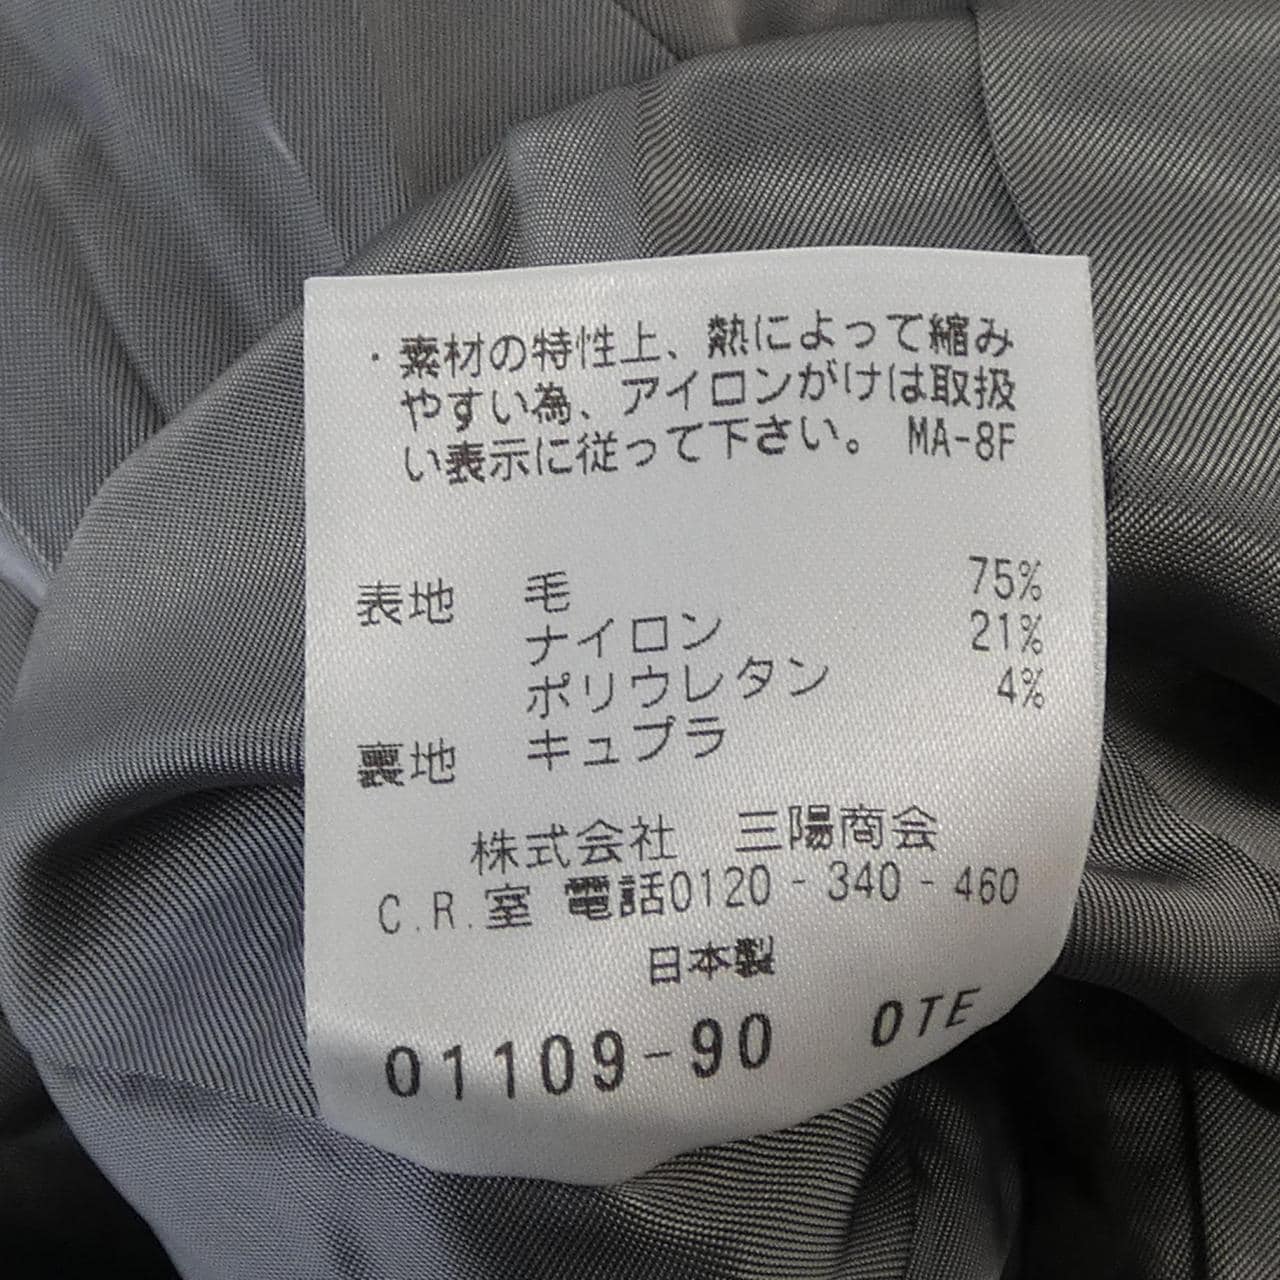 ・素材の特性上、熱によって縮み
やすい為、アイロンがけは取扱
い表示に従って下さい。 MA-8F
表地 毛 75%
ナイロン 21%
ポリウレタン 4%
裏地 キュプラ
株式会社 三陽商会
C.R.室 電話0120-340-460
日本製
01109-90 0TE